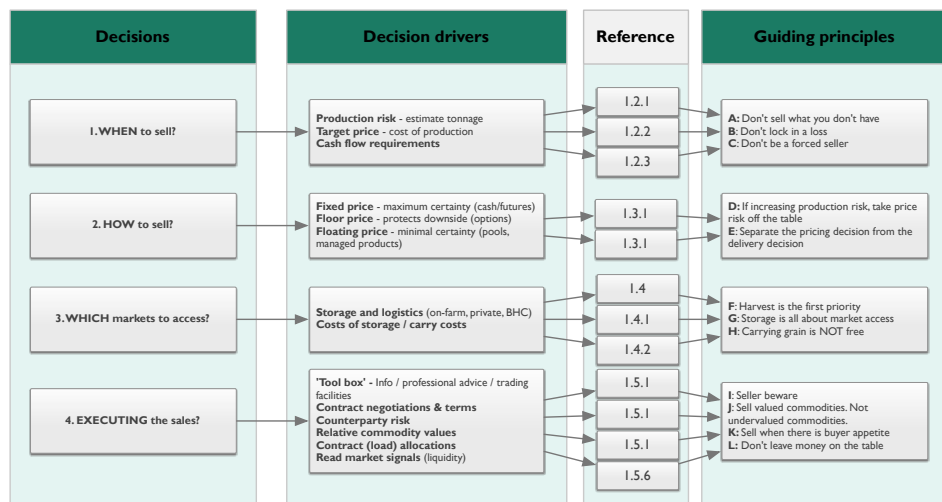 Decisions
Decision drivers
Reference
Guiding principles
1. WHEN to sell?
Production risk - estimate tonnage
Target price - cost of production
Cash flow requirements
1.2.1
1.2.2
1.2.3
A: Don't sell what you don't have
B: Don't lock in a loss
C: Don't be a forced seller
2. HOW to sell?
Fixed price - maximum certainty (cash/futures)
Floor price - protects downside (options)
Floating price - minimal certainty (pools,
managed products)
1.3.1
1.3.1
D: If increasing production risk, take price
risk off the table
E: Separate the pricing decision from the
delivery decision
3. WHICH markets to access?
Storage and logistics (on-farm, private, BHC)
Costs of storage / carry costs
1.4
1.4.1
1.4.2
F: Harvest is the first priority
G: Storage is all about market access
H: Carrying grain is NOT free
4. EXECUTING the sales?
'Tool box' - Info / professional advice / trading
facilities
Contract negotiations & terms
Counterparty risk
Relative commodity values
Contract (load) allocations
Read market signals (liquidity)
1.5.1
1.5.1
1.5.1
1.5.6
I: Seller beware
J: Sell valued commodities. Not
undervalued commodities.
K: Sell when there is buyer appetite
L: Don't leave money on the table